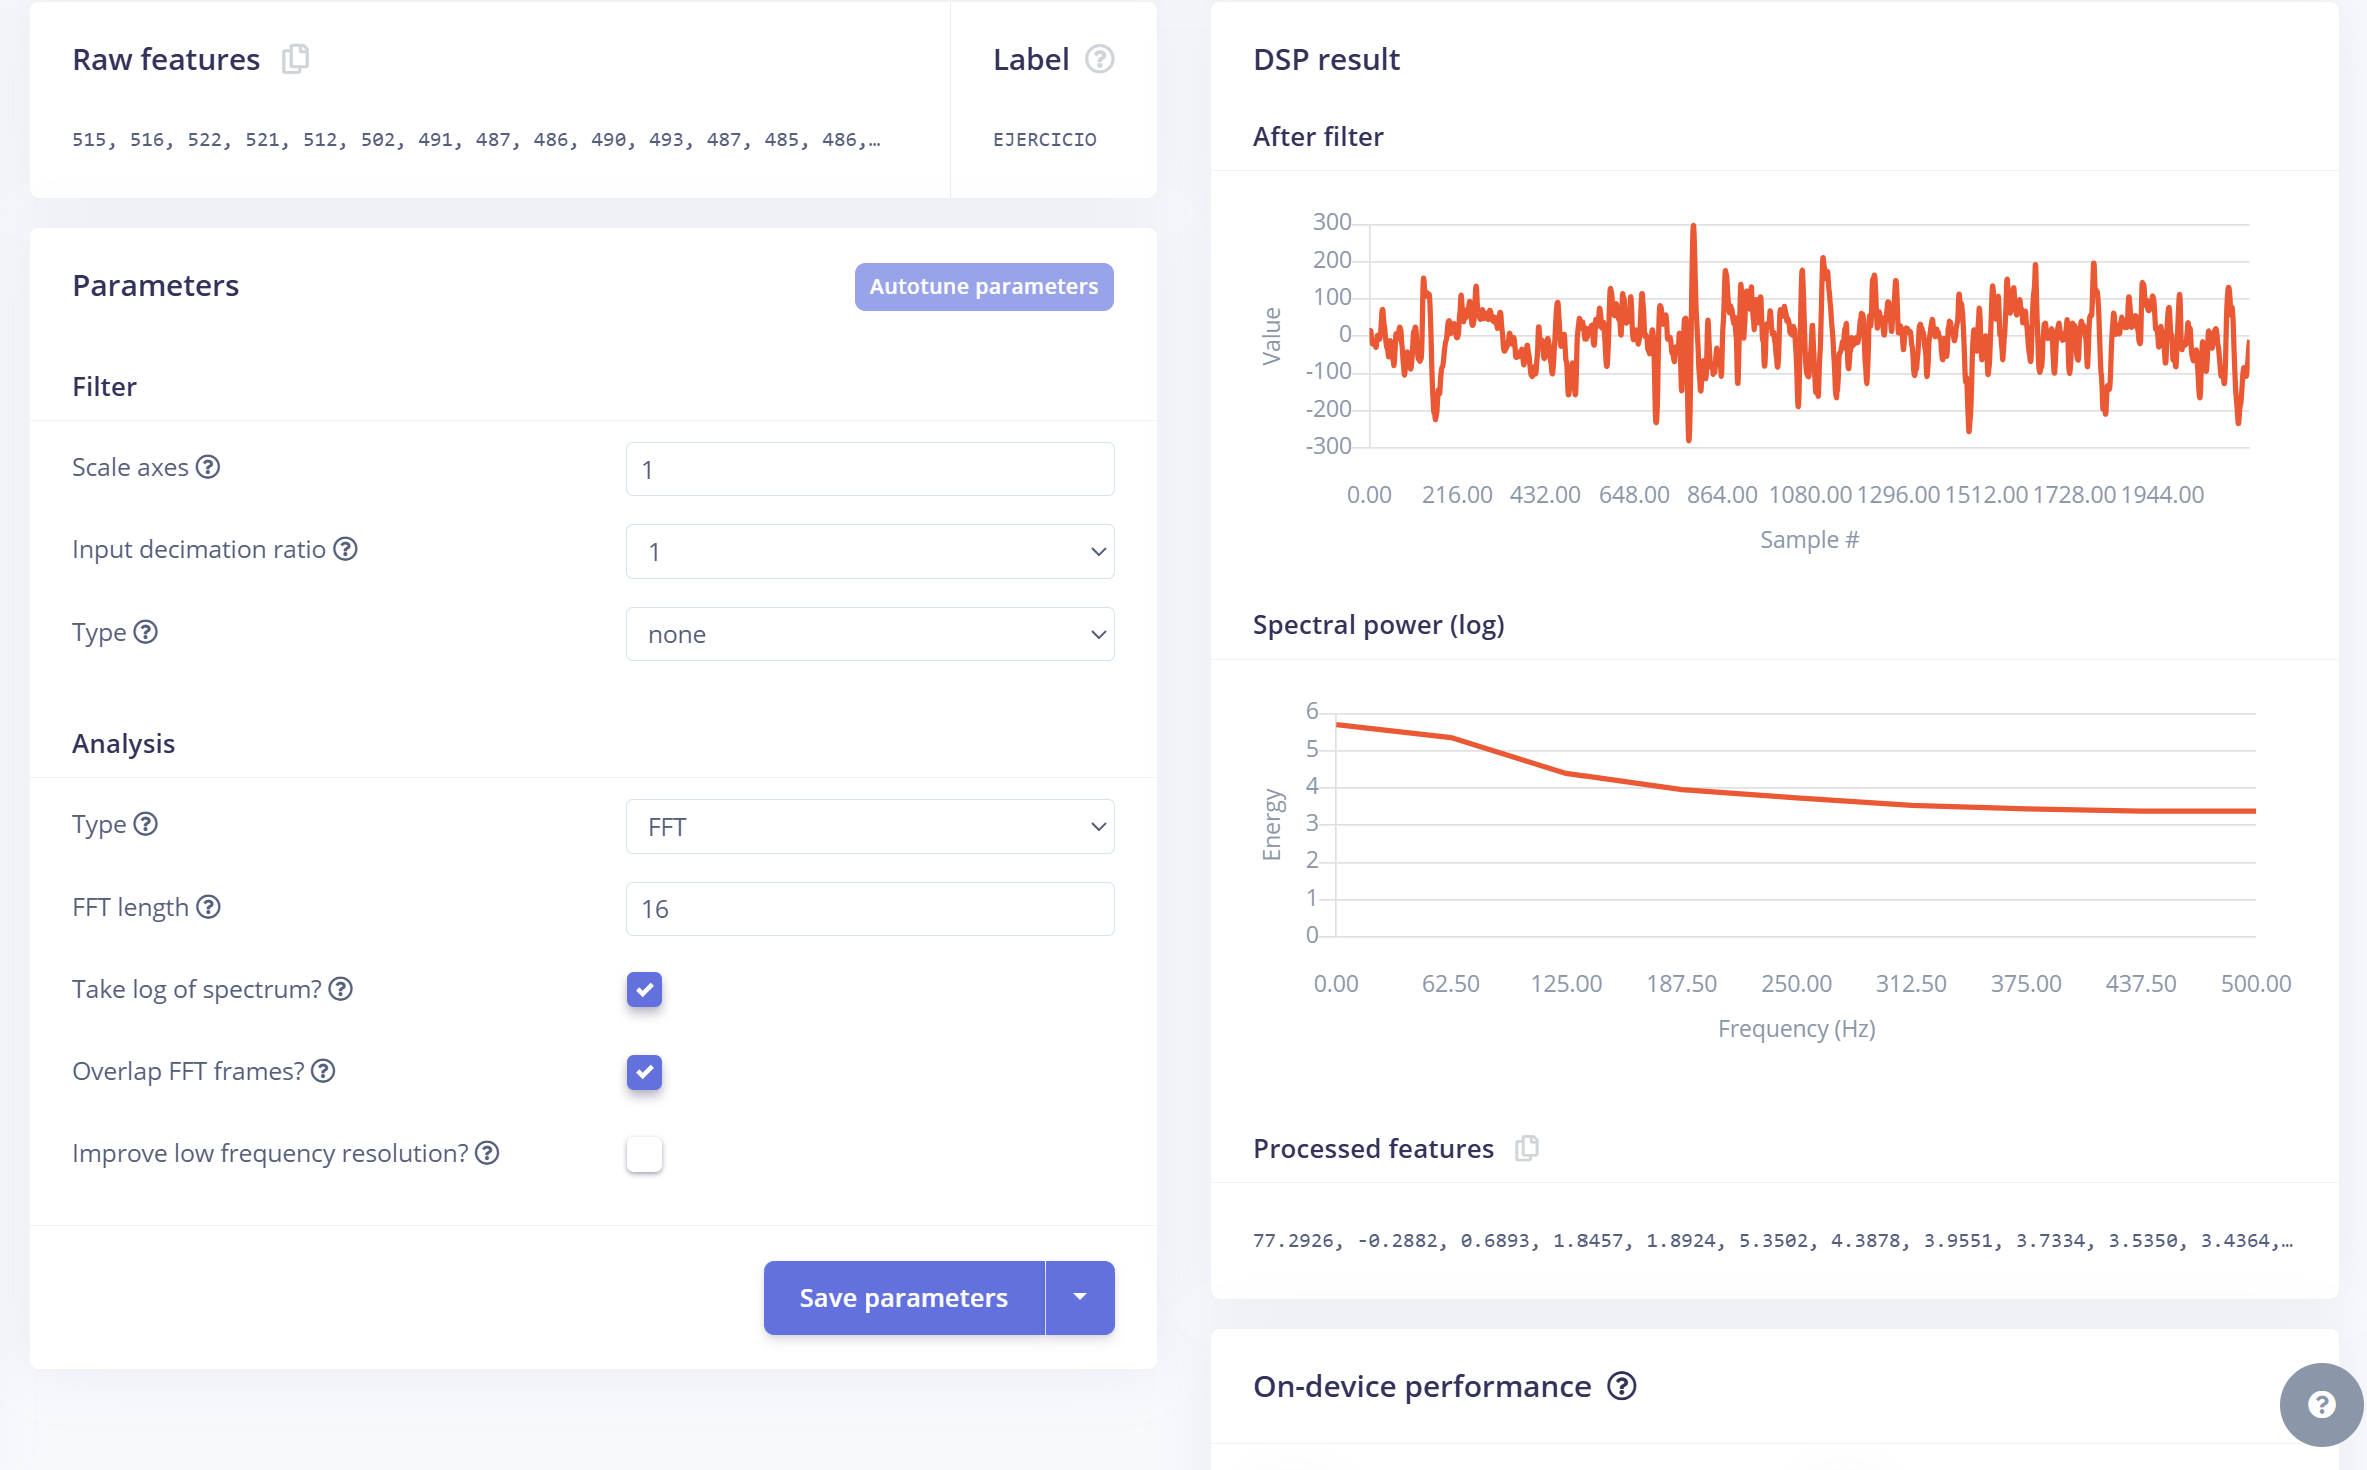 Raw features
Label
515, 516, 522, 521, 512, 502, 491, 487, 486, 490, 493, 487, 485, 486,…
EJERCICIO
Parameters
Autotune parameters
Filter
Scale axes
1
Input decimation ratio
1
Type
none
Analysis
Type
FFT
FFT length
16
Take log of spectrum?
Overlap FFT frames?
Improve low frequency resolution?
Save parameters
DSP result
After filter
300
200
100
0
-100
-200
-300
Value
0.00 216.00 432.00 648.00 864.00 1080.00 1296.00 1512.00 1728.00 1944.00
Sample #
Spectral power (log)
6
5
4
3
2
1
0
Energy
0.00 62.50 125.00 187.50 250.00 312.50 375.00 437.50 500.00
Frequency (Hz)
Processed features
77.2926, -0.2882, 0.6893, 1.8457, 1.8924, 5.3502, 4.3878, 3.9551, 3.7334, 3.5350, 3.4364,…
On-device performance